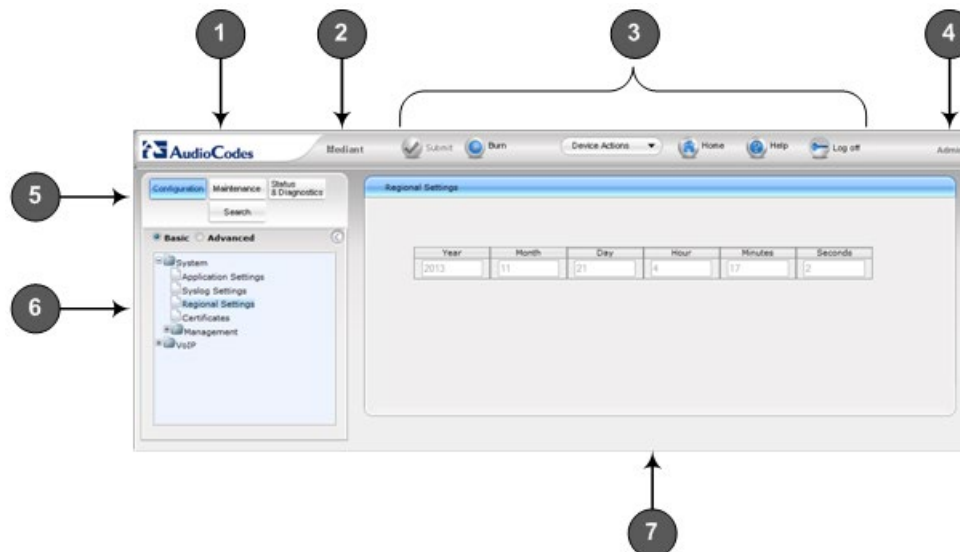 1 2 3 4
AudioCodes Mediant Submit Burn Device Actions Home Help Log off
5
Configuration Maintenance Status & Diagnostics
Search
Basic Advanced
Regional Settings
Year Month Day Hour Minutes Seconds
2013 11 21 4 17 2
6
System
Application Settings
Syslog Settings
Regional Settings
Certificates
Management
VoIP
7